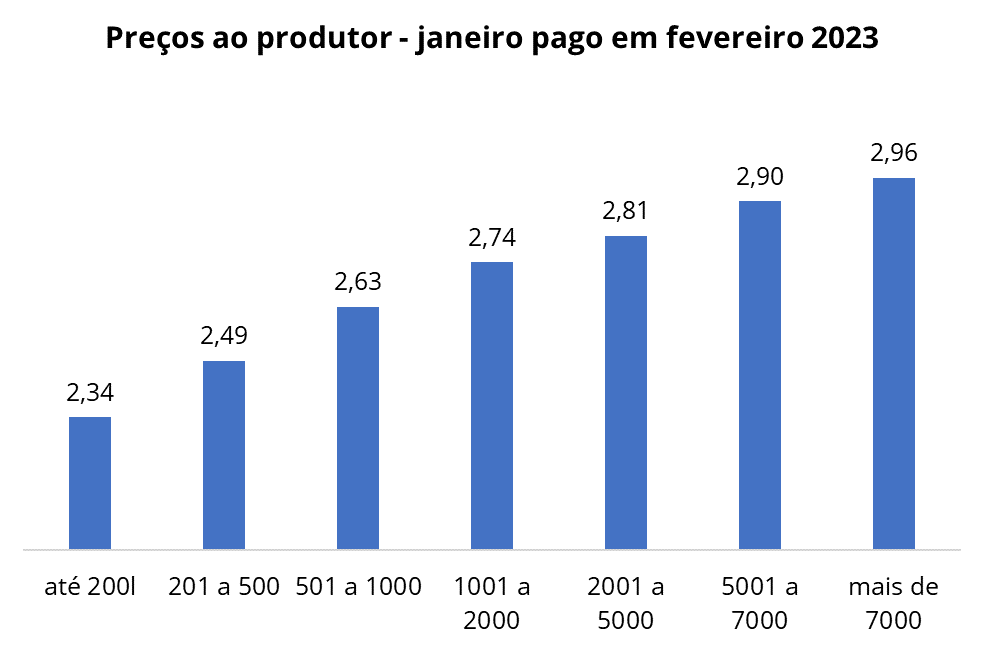 Preços ao produtor - janeiro pago em fevereiro 2023
2,96
2,90
2,81
2,74
2,63
2,49
2,34
até 200l
201 a 500
501 a 1000
1001 a
2000
2001 a
5000
5001 a
7000
mais de
7000